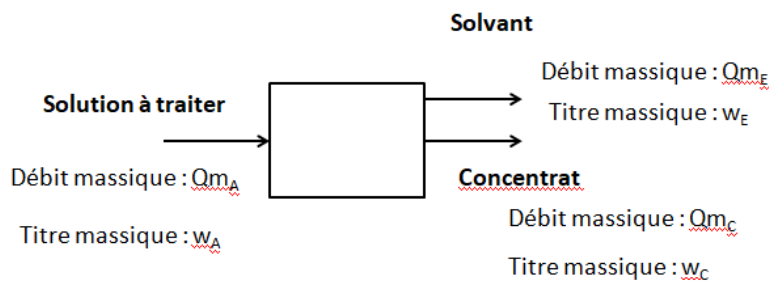 Solvant
Débit massique : QmE
Titre massique : wE
Solution à traiter
Débit massique : QmA
Titre massique : wA
Concentrat
Débit massique : QmC
Titre massique : wC